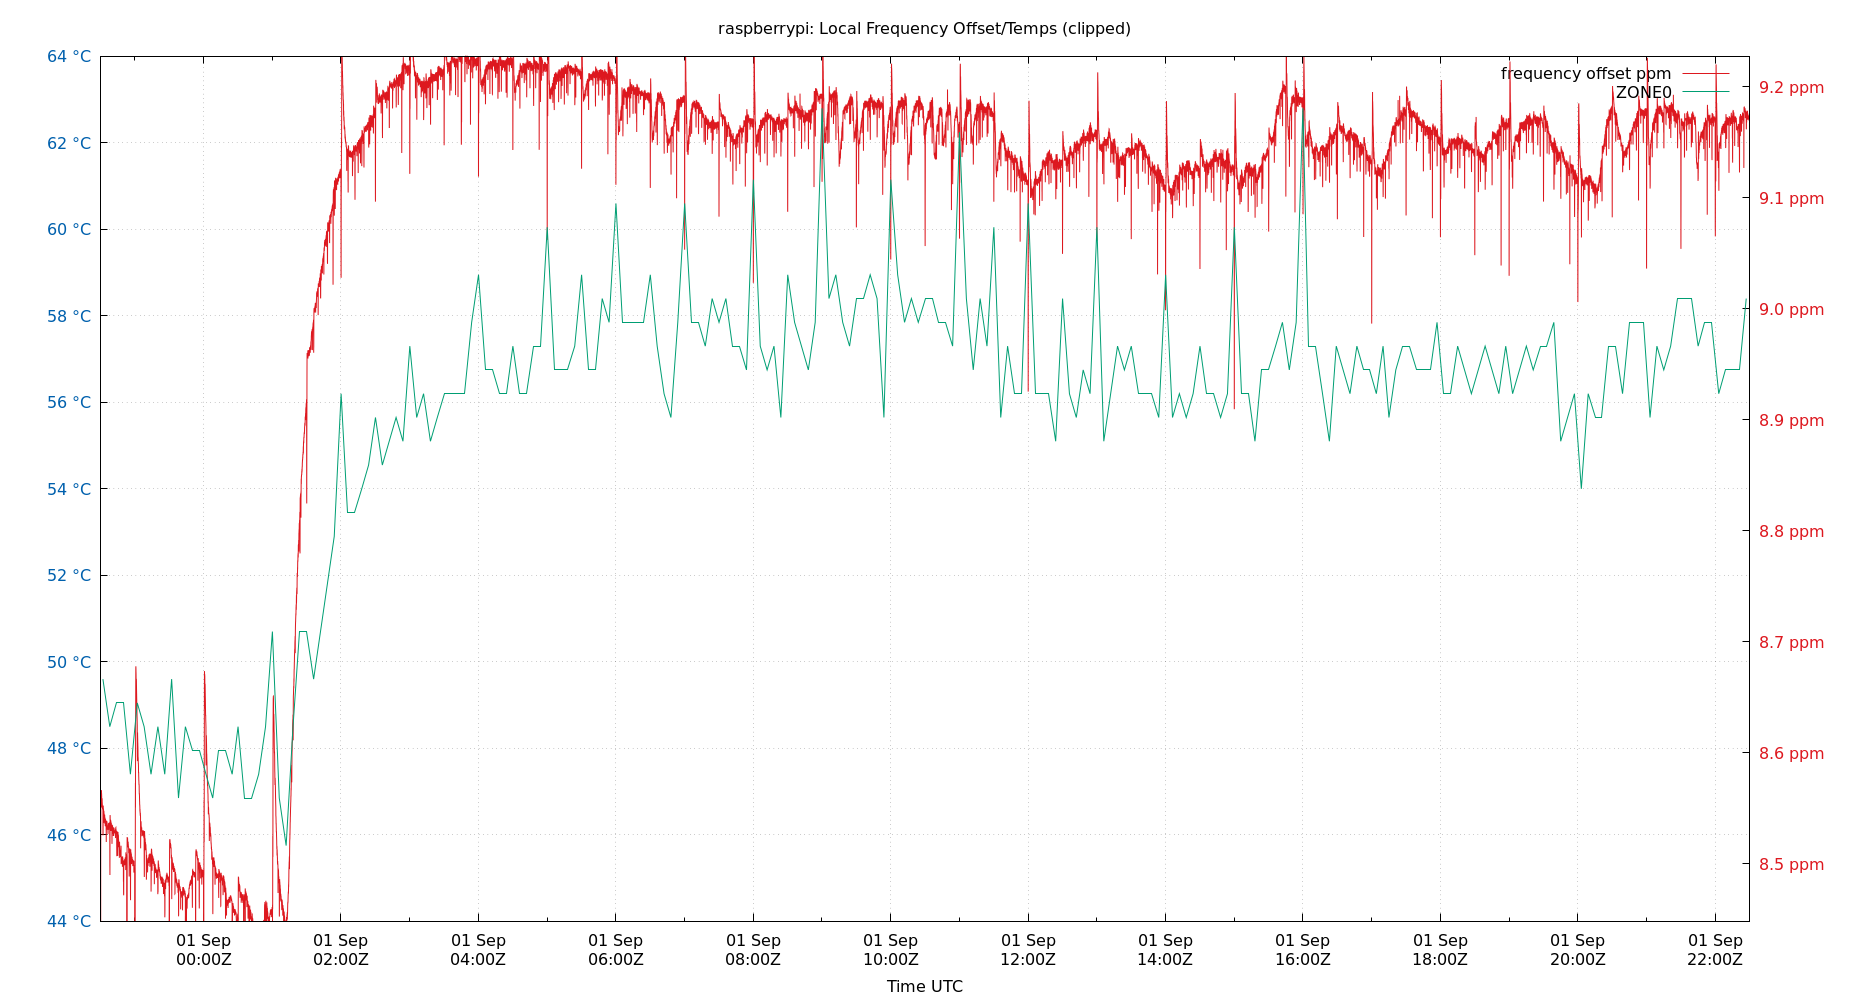 raspberrypi: Local Frequency Offset/Temps (clipped)
64 °C
62 °C
60 °C
58 °C
56 °C
54 °C
52 °C
50 °C
48 °C
46 °C
44 °C
frequency offset ppm
ZONE0
9.2 ppm
9.1 ppm
9.0 ppm
8.9 ppm
8.8 ppm
8.7 ppm
8.6 ppm
8.5 ppm
01 Sep 01 Sep 01 Sep 01 Sep 01 Sep 01 Sep 01 Sep 01 Sep 01 Sep 01 Sep 01 Sep 01 Sep
00:00Z 02:00Z 04:00Z 06:00Z 08:00Z 10:00Z 12:00Z 14:00Z 16:00Z 18:00Z 20:00Z 22:00Z
Time UTC